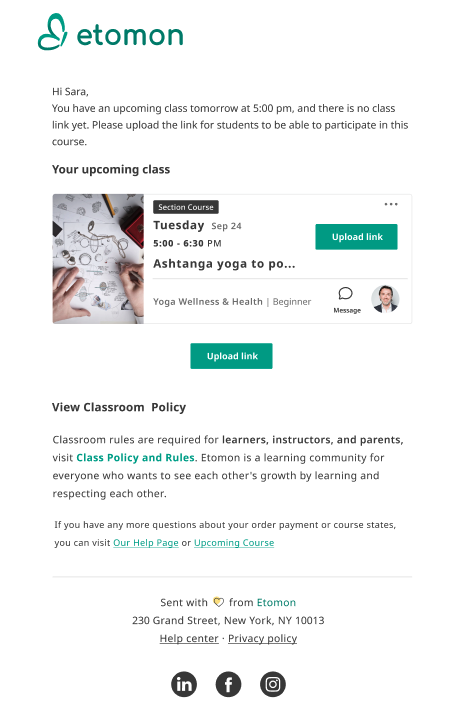 etomon
Hi Sara,
You have an upcoming class tomorrow at 5:00 pm, and there is no class
link yet. Please upload the link for students to be able to participate in this
course.
Your upcoming class
Section Course
Tuesday Sep 24
5:00 - 6:30 PM
Upload link
Ashtanga yoga to po...
Yoga Wellness & Health | Beginner
Message
Upload link
View Classroom Policy
Classroom rules are required for learners, instructors, and parents,
visit Class Policy and Rules. Etomon is a learning community for
everyone who wants to see each other's growth by learning and
respecting each other.
If you have any more questions about your order payment or course states,
you can visit Our Help Page or Upcoming Course
Sent with 💛 from Etomon
230 Grand Street, New York, NY 10013
Help center · Privacy policy
in
f